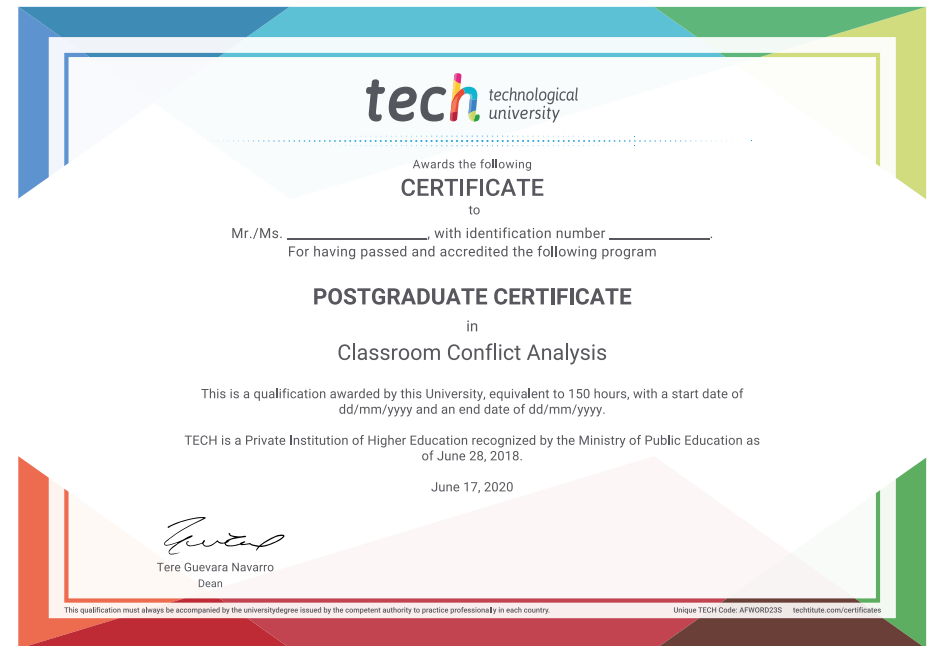 tech technological
university
Awards the following
CERTIFICATE
to
Mr./Ms. ____________________, with identification number ______________.
For having passed and accredited the following program
POSTGRADUATE CERTIFICATE
in
Classroom Conflict Analysis
This is a qualification awarded by this University, equivalent to 150 hours, with a start date of
dd/mm/yyyy and an end date of dd/mm/yyyy.
TECH is a Private Institution of Higher Education recognized by the Ministry of Public Education as
of June 28, 2018.
June 17, 2020
Tere Guevara Navarro
Dean
This qualification must always be accompanied by the universitydegree issued by the competent authority to practice professionally in each country. Unique TECH Code: AFWORD23S techtitute.com/certificates